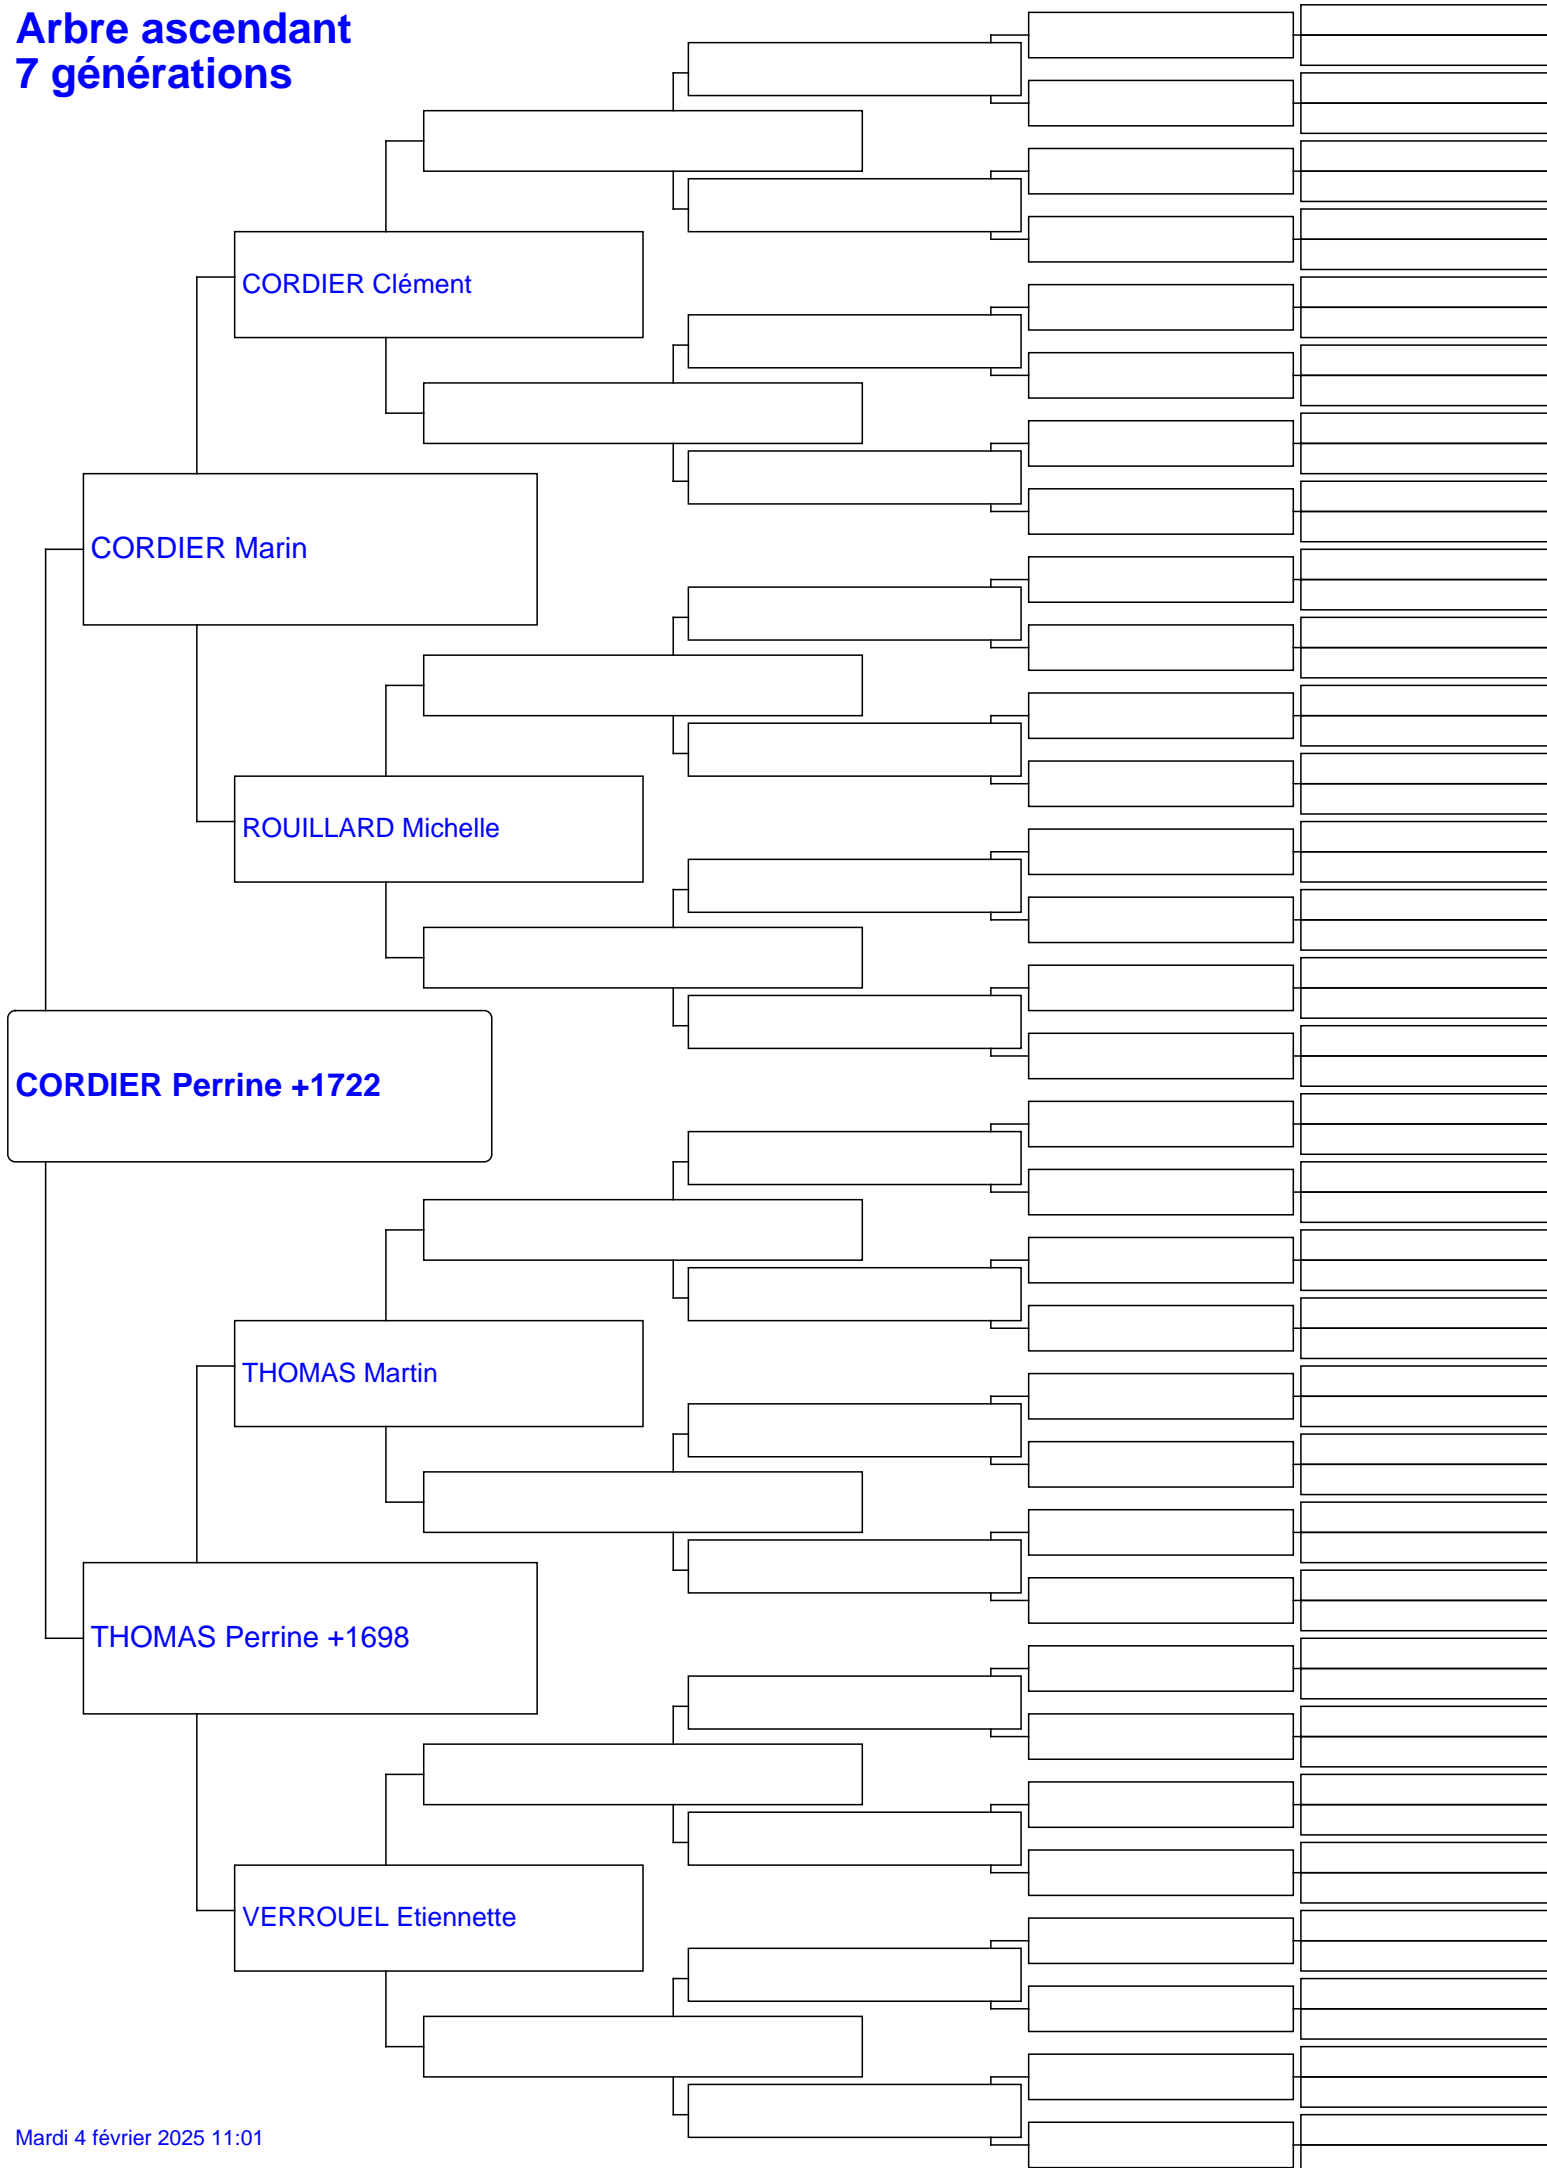 Arbre ascendant
7 générations
CORDIER Clément
CORDIER Marin
ROUILLARD Michelle
CORDIER Perrine +1722
THOMAS Martin
THOMAS Perrine +1698
VERROUEL Etiennette
Mardi 4 février 2025 11:01